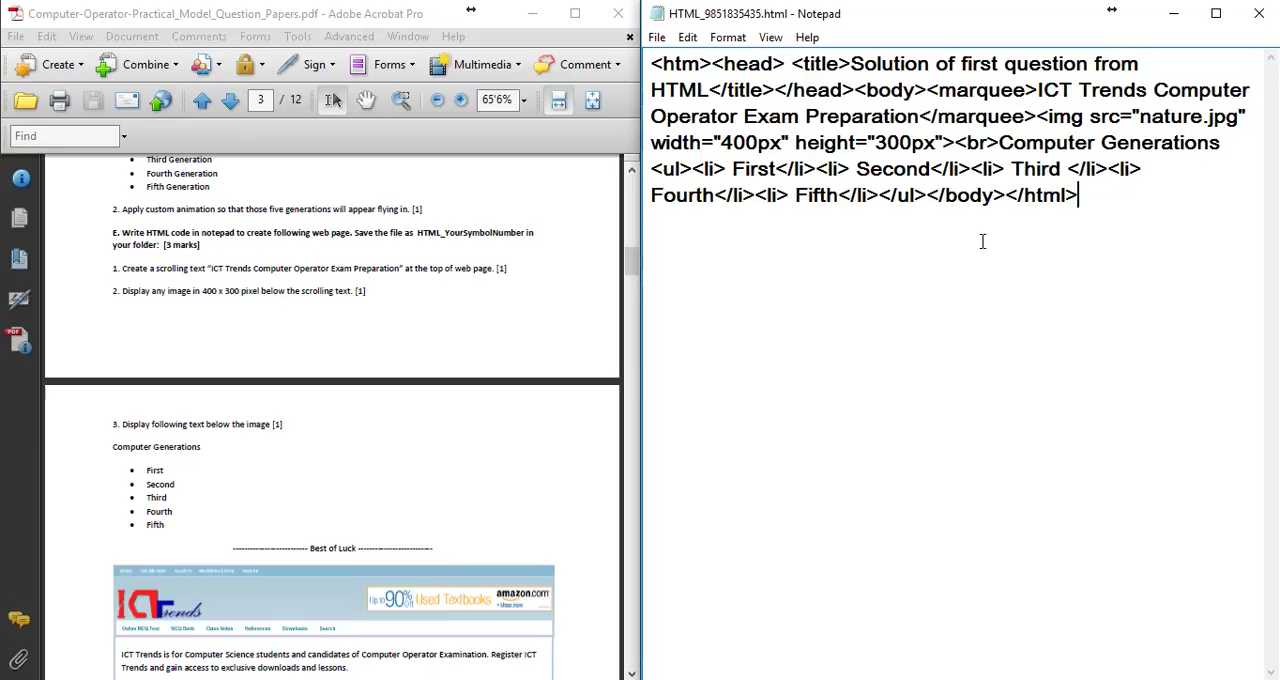 Computer-Operator-Practical_Model_Question_Papers.pdf - Adobe Acrobat Pro
File Edit View Document Comments Forms Tools Advanced Window Help
Create Combine Sign Forms Multimedia Comment
3 / 12 65'6%
Find
Third Generation
Fourth Generation
Fifth Generation
2. Apply custom animation so that those five generations will appear flying in. [1]
E. Write HTML code in notepad to create following web page. Save the file as HTML_YourSymbolNumber in
your folder: [3 marks]
1. Create a scrolling text "ICT Trends Computer Operator Exam Preparation" at the top of web page. [1]
2. Display any image in 400 x 300 pixel below the scrolling text. [1]
3. Display following text below the image [1]
Computer Generations
First
Second
Third
Fourth
Fifth
------------------------- Best of Luck -------------------------
ICT Trends
Up to 90% Used Textbooks amazon.com
Online MCQ Test MCQ Bank Class Notes References Downloads Search
ICT Trends is for Computer Science students and candidates of Computer Operator Examination. Register ICT
Trends and gain access to exclusive downloads and lessons.
HTML_9851835435.html - Notepad
File Edit Format View Help
<htm><head> <title>Solution of first question from
HTML</title></head><body><marquee>ICT Trends Computer
Operator Exam Preparation</marquee><img src="nature.jpg"
width="400px" height="300px"><br>Computer Generations
<ul><li> First</li><li> Second</li><li> Third </li><li>
Fourth</li><li> Fifth</li></ul></body></html>